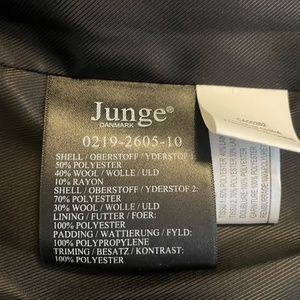 Junge®
DANMARK
0219-2605-10
SHELL / OBERSTOFF / YDERSTOF 1:
50% POLYESTER
40% WOOL / WOLLE / ULD
10% RAYON
SHELL / OBERSTOFF / YDERSTOF 2:
70% POLYESTER
30% WOOL / WOLLE / ULD
LINING / FUTTER / FOER:
100% POLYESTER
PADDING / WATTIERUNG / FYLD:
100% POLYPROPYLENE
TRIMING / BESATZ / KONTRAST:
100% POLYESTER